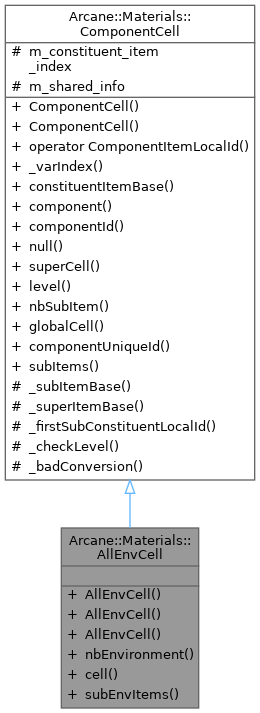 Arcane::Materials::
ComponentCell
# m_constituent_item
_index
# m_shared_info
+ ComponentCell()
+ ComponentCell()
+ operator ComponentItemLocalId()
+ _varIndex()
+ constituentItemBase()
+ component()
+ componentId()
+ null()
+ superCell()
+ level()
+ nbSubItem()
+ globalCell()
+ componentUniqueId()
+ subItems()
# _subItemBase()
# _superItemBase()
# _firstSubConstituentLocalId()
# _checkLevel()
# _badConversion()
Arcane::Materials::
AllEnvCell
+ AllEnvCell()
+ AllEnvCell()
+ AllEnvCell()
+ nbEnvironment()
+ cell()
+ subEnvItems()